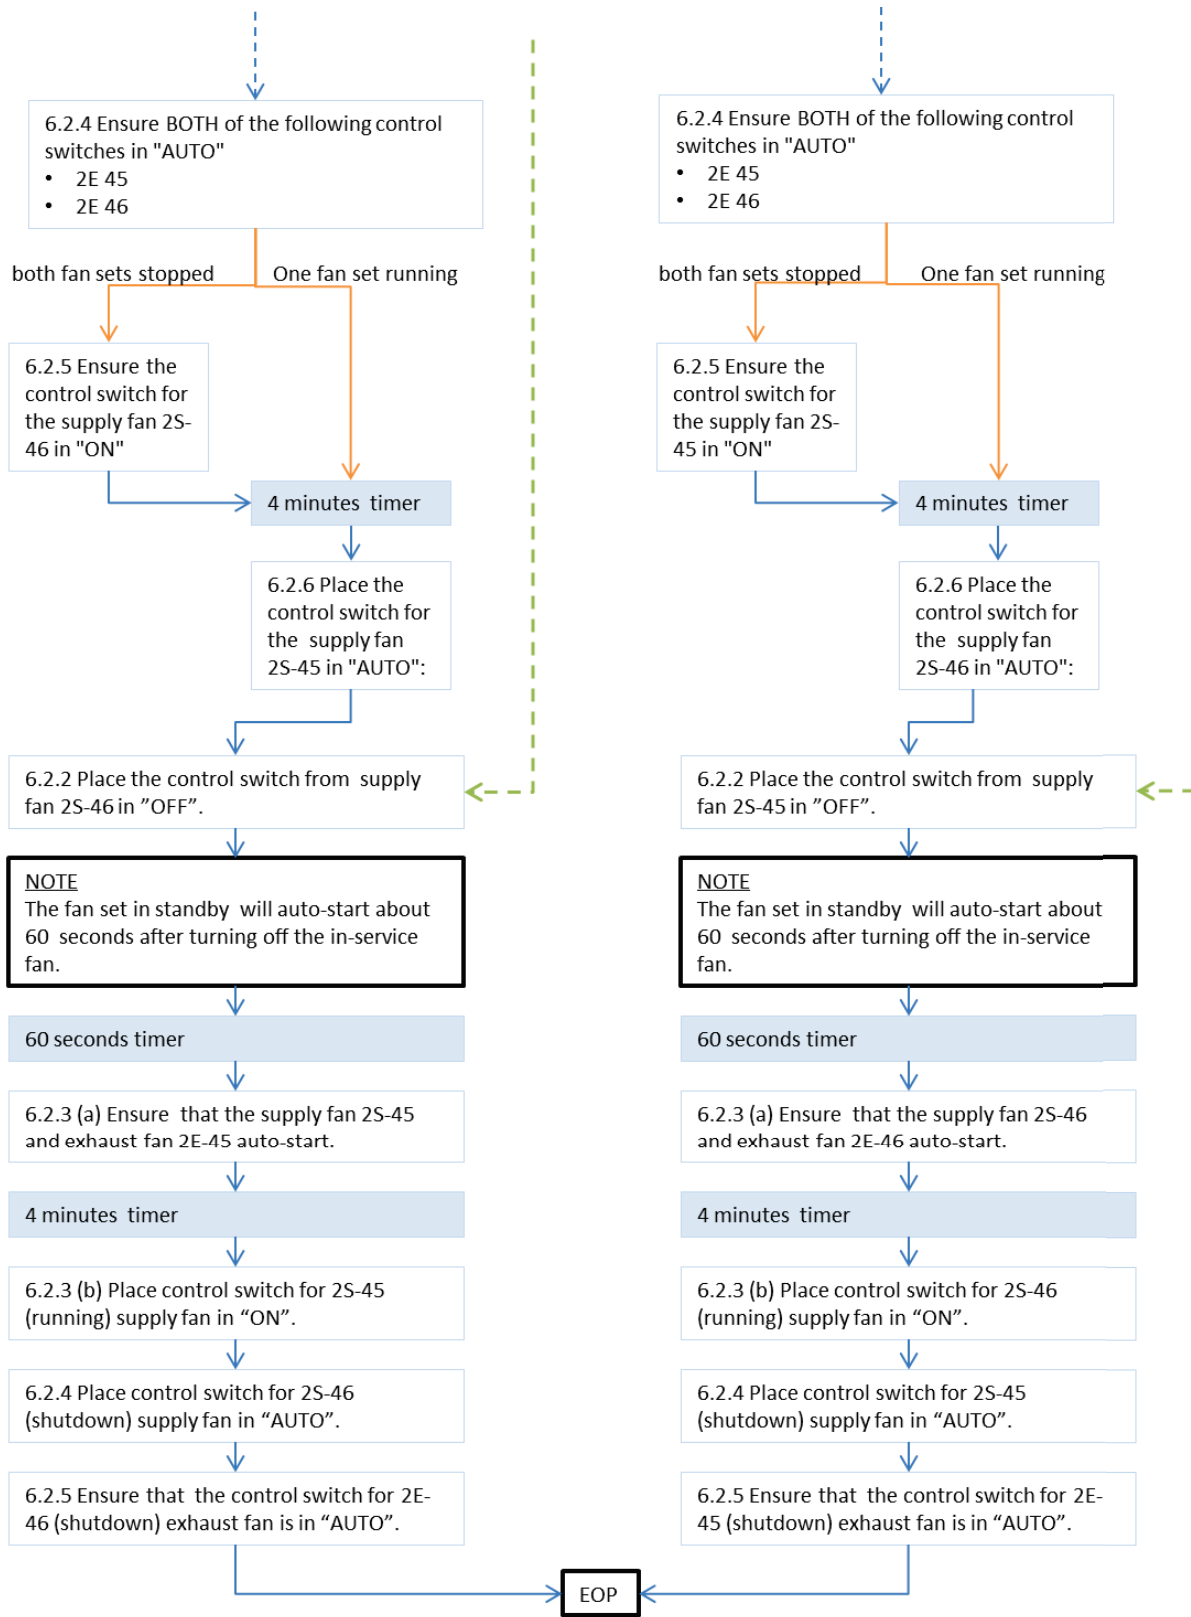 6.2.4 Ensure BOTH of the following control
switches in "AUTO"
• 2E 45
• 2E 46
both fan sets stopped
One fan set running
6.2.5 Ensure the
control switch for
the supply fan 2S-
46 in "ON"
4 minutes timer
6.2.6 Place the
control switch for
the supply fan
2S-45 in "AUTO":
6.2.2 Place the control switch from supply
fan 2S-46 in ”OFF”.
NOTE
The fan set in standby will auto-start about
60 seconds after turning off the in-service
fan.
60 seconds timer
6.2.3 (a) Ensure that the supply fan 2S-45
and exhaust fan 2E-45 auto-start.
4 minutes timer
6.2.3 (b) Place control switch for 2S-45
(running) supply fan in “ON”.
6.2.4 Place control switch for 2S-46
(shutdown) supply fan in “AUTO”.
6.2.5 Ensure that the control switch for 2E-
46 (shutdown) exhaust fan is in “AUTO”.
6.2.4 Ensure BOTH of the following control
switches in "AUTO"
• 2E 45
• 2E 46
both fan sets stopped
One fan set running
6.2.5 Ensure the
control switch for
the supply fan 2S-
45 in "ON"
4 minutes timer
6.2.6 Place the
control switch for
the supply fan
2S-46 in "AUTO":
6.2.2 Place the control switch from supply
fan 2S-45 in ”OFF”.
NOTE
The fan set in standby will auto-start about
60 seconds after turning off the in-service
fan.
60 seconds timer
6.2.3 (a) Ensure that the supply fan 2S-46
and exhaust fan 2E-46 auto-start.
4 minutes timer
6.2.3 (b) Place control switch for 2S-46
(running) supply fan in “ON”.
6.2.4 Place control switch for 2S-45
(shutdown) supply fan in “AUTO”.
6.2.5 Ensure that the control switch for 2E-
45 (shutdown) exhaust fan is in “AUTO”.
EOP